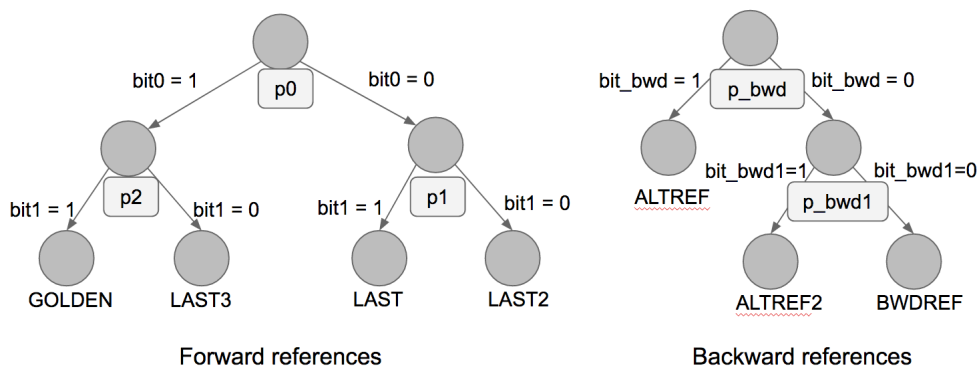 bit0 = 1
p0
bit0 = 0
bit1 = 1
p2
bit1 = 0
bit1 = 1
p1
bit1 = 0
GOLDEN
LAST3
LAST
LAST2
Forward references
bit_bwd = 1
p_bwd
bit_bwd = 0
ALTREF
bit_bwd1=1
p_bwd1
bit_bwd1=0
ALTREF2
BWDREF
Backward references